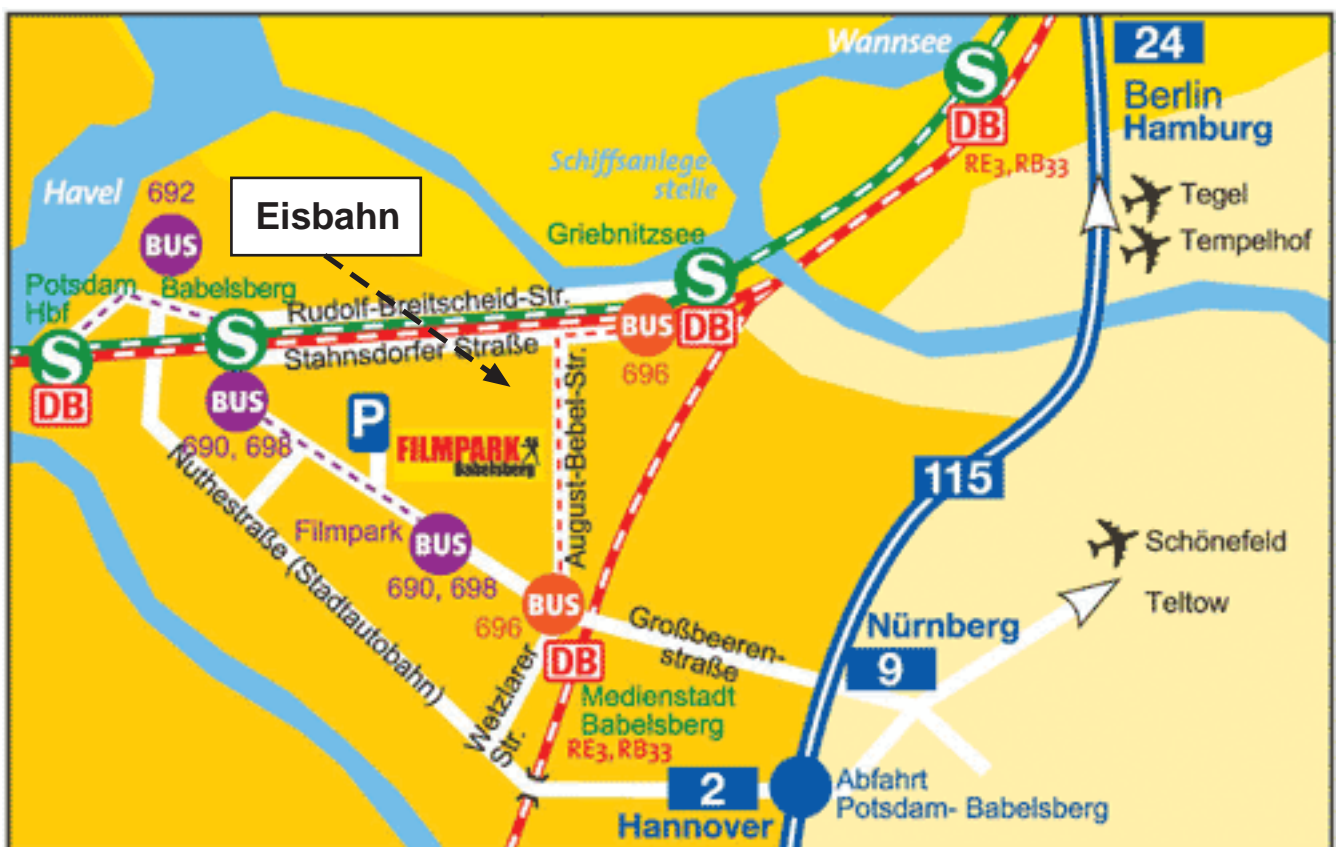 Wannsee
S
DB
RE3, RB33
24
Berlin
Hamburg
Tegel
Tempelhof
Schiffsanlege-
stelle
Havel
692
BUS
Eisbahn
Griebnitzsee
S
DB
BUS
696
Potsdam
Hbf
S
DB
Babelsberg
S
Rudolf-Breitscheid-Str.
Stahnsdorfer Straße
BUS
690, 698
P
FILMPARK
Babelsberg
August-Bebel-Str.
115
Nuthestraße (Stadtautobahn)
Filmpark
BUS
690, 698
BUS
696
Schönefeld
Teltow
Großbeeren-
straße
Nürnberg
9
DB
Medienstadt
Babelsberg
RE3, RB33
Wetzlarer
Str.
2
Hannover
Abfahrt
Potsdam- Babelsberg